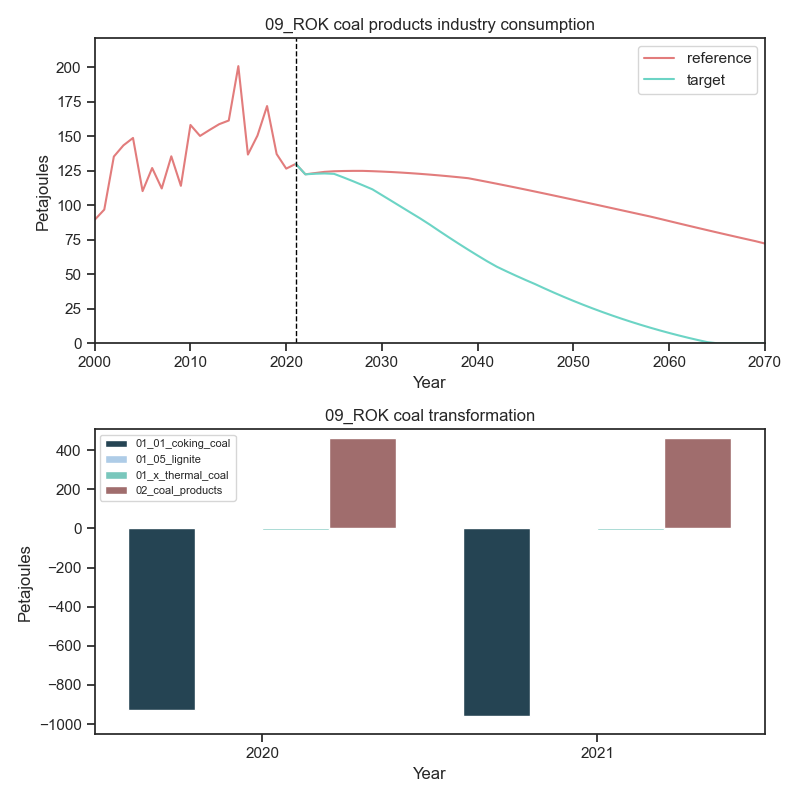 09_ROK coal products industry consumption
200
175
150
125
100
75
50
25
0
Petajoules
reference
target
2000 2010 2020 2030 2040 2050 2060 2070
Year
09_ROK coal transformation
400
200
0
−200
−400
−600
−800
−1000
Petajoules
01_01_coking_coal
01_05_lignite
01_x_thermal_coal
02_coal_products
2020 2021
Year